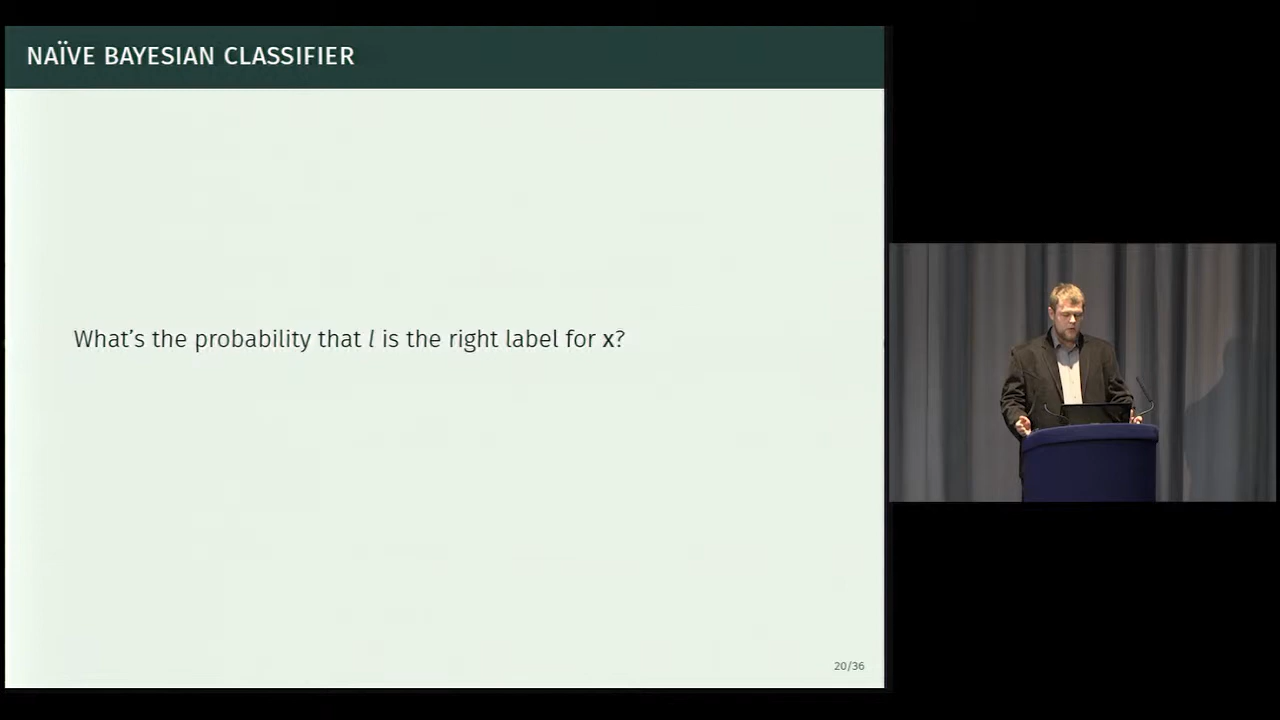 NAÏVE BAYESIAN CLASSIFIER
What's the probability that l is the right label for x?
20/36